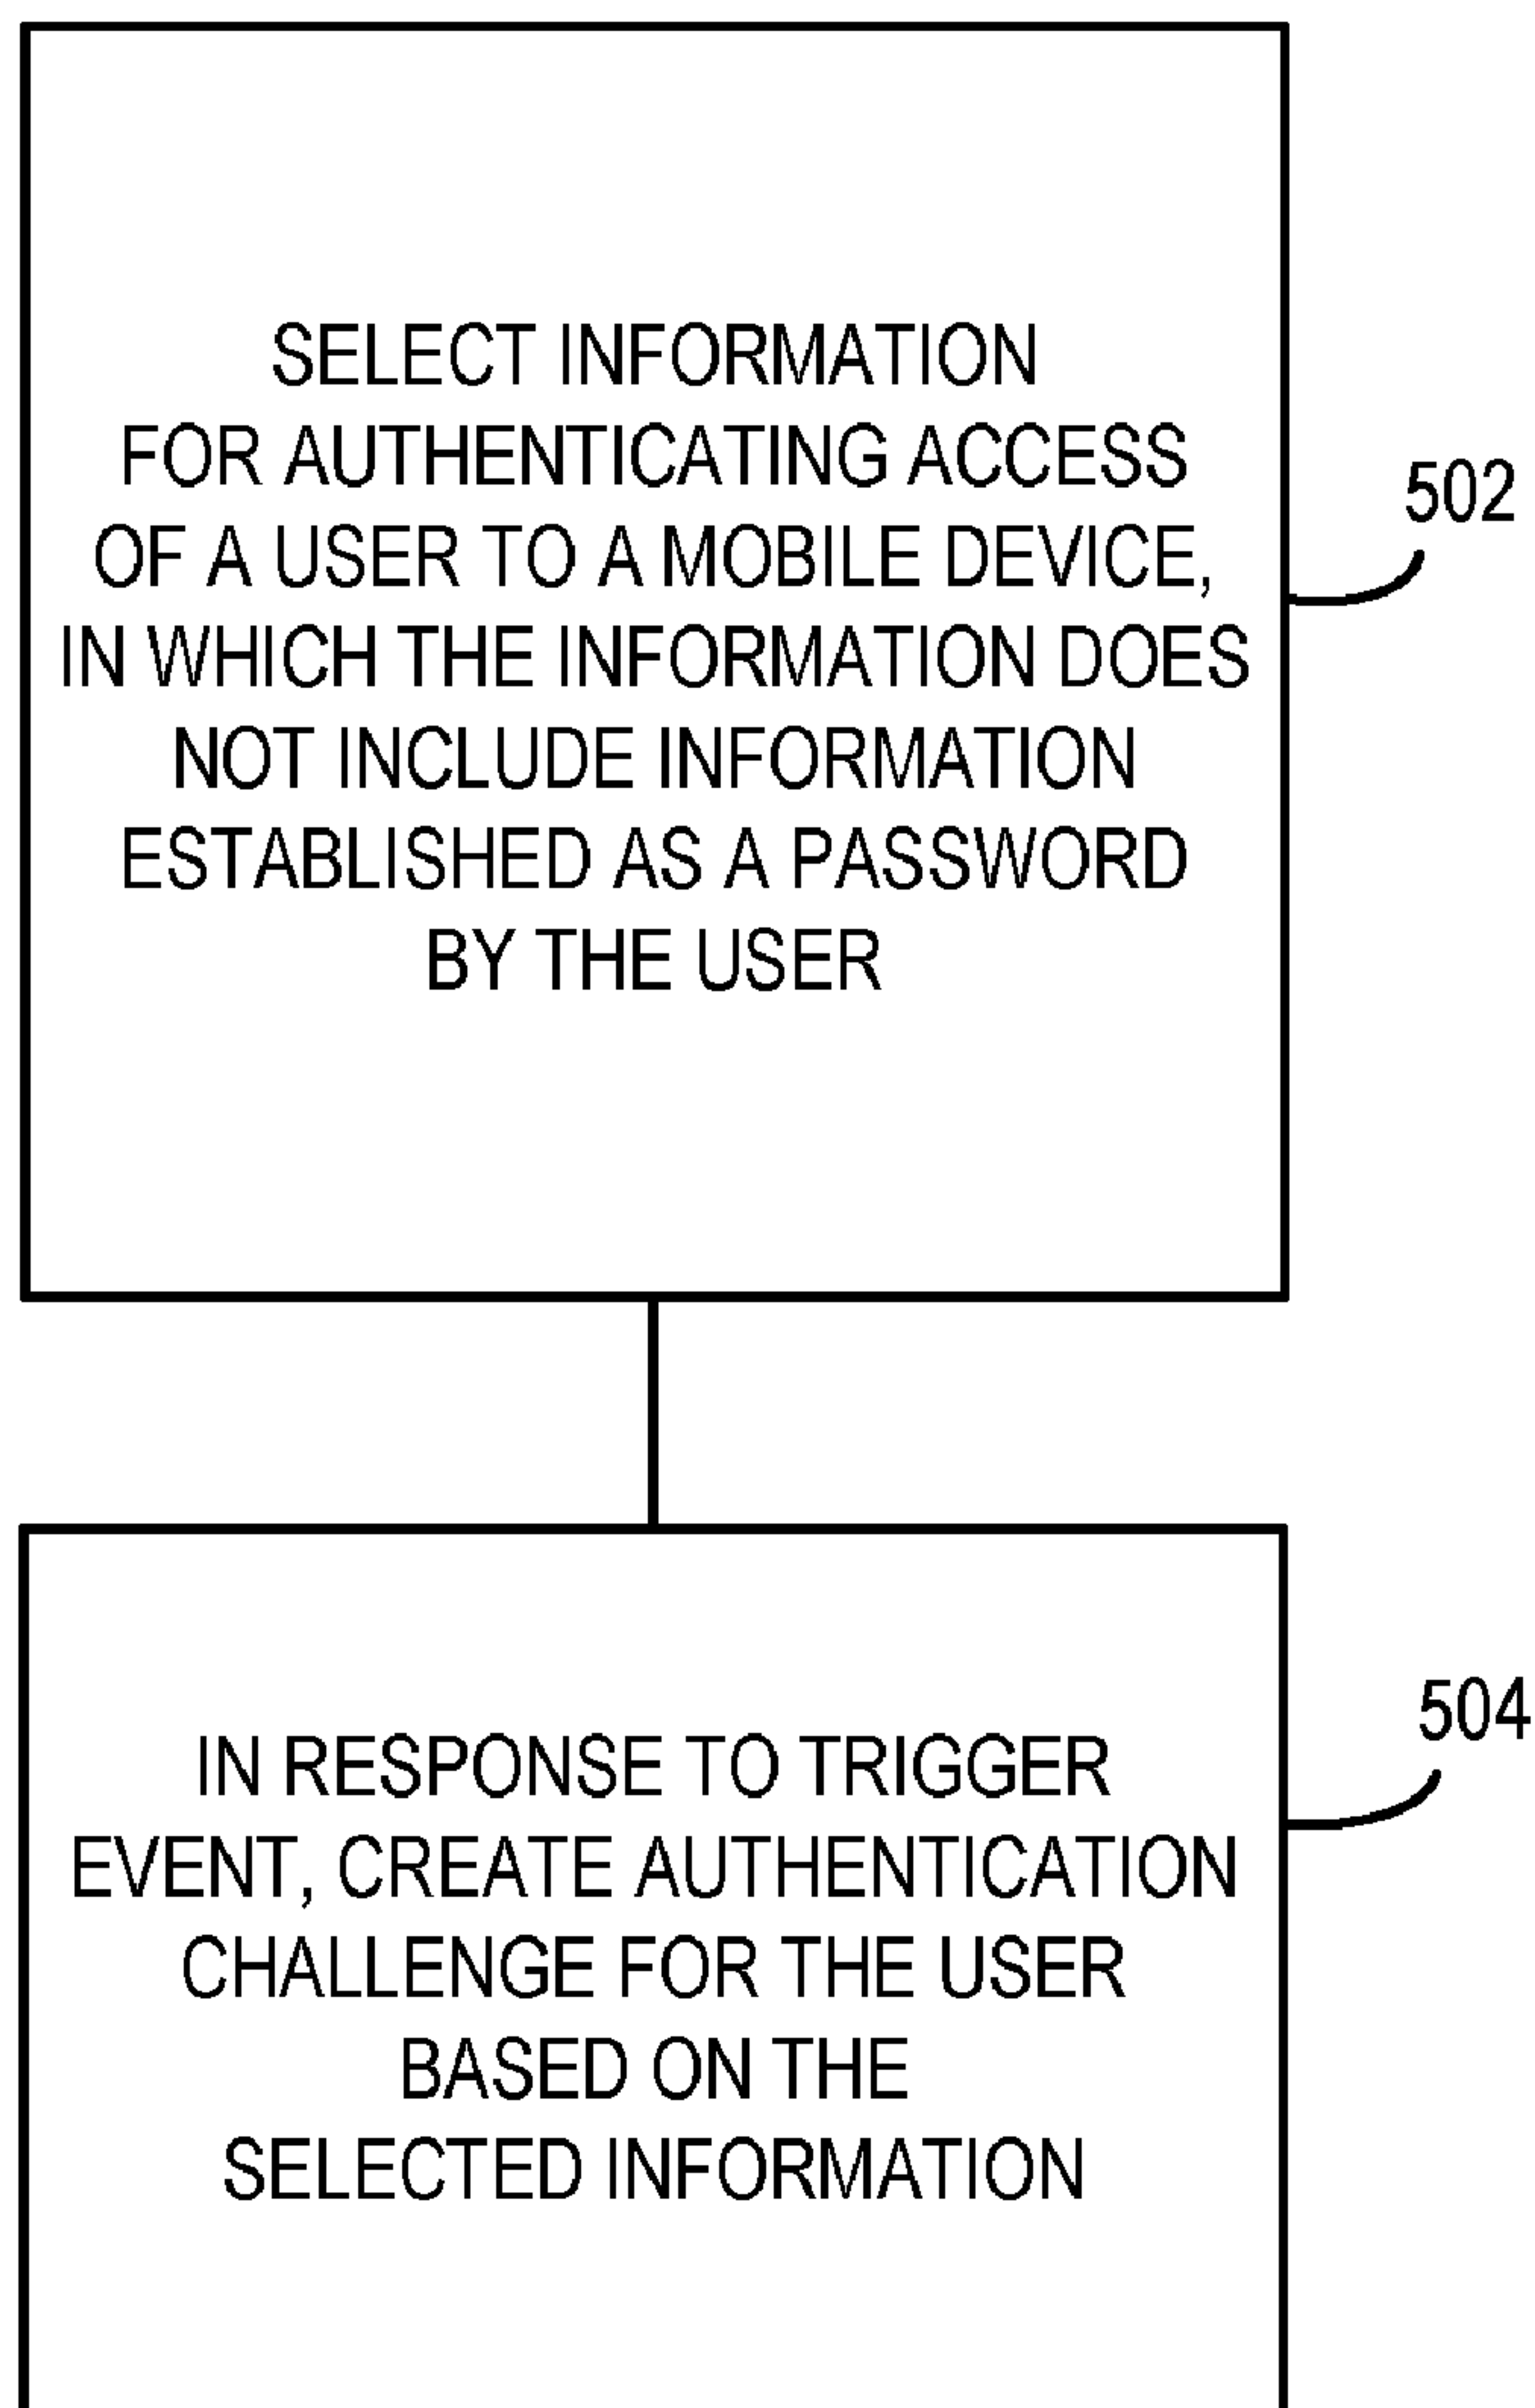 SELECT INFORMATION
FOR AUTHENTICATING ACCESS
OF A USER TO A MOBILE DEVICE,
IN WHICH THE INFORMATION DOES
NOT INCLUDE INFORMATION
ESTABLISHED AS A PASSWORD
BY THE USER
502
IN RESPONSE TO TRIGGER
EVENT, CREATE AUTHENTICATION
CHALLENGE FOR THE USER
BASED ON THE
SELECTED INFORMATION
504